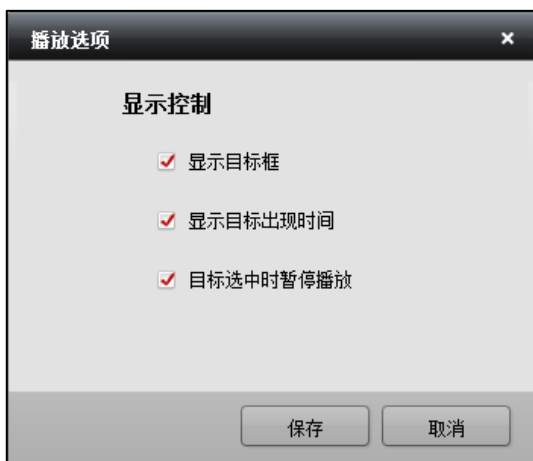 播放选项
显示控制
显示目标框
显示目标出现时间
目标选中时暂停播放
保存 取消